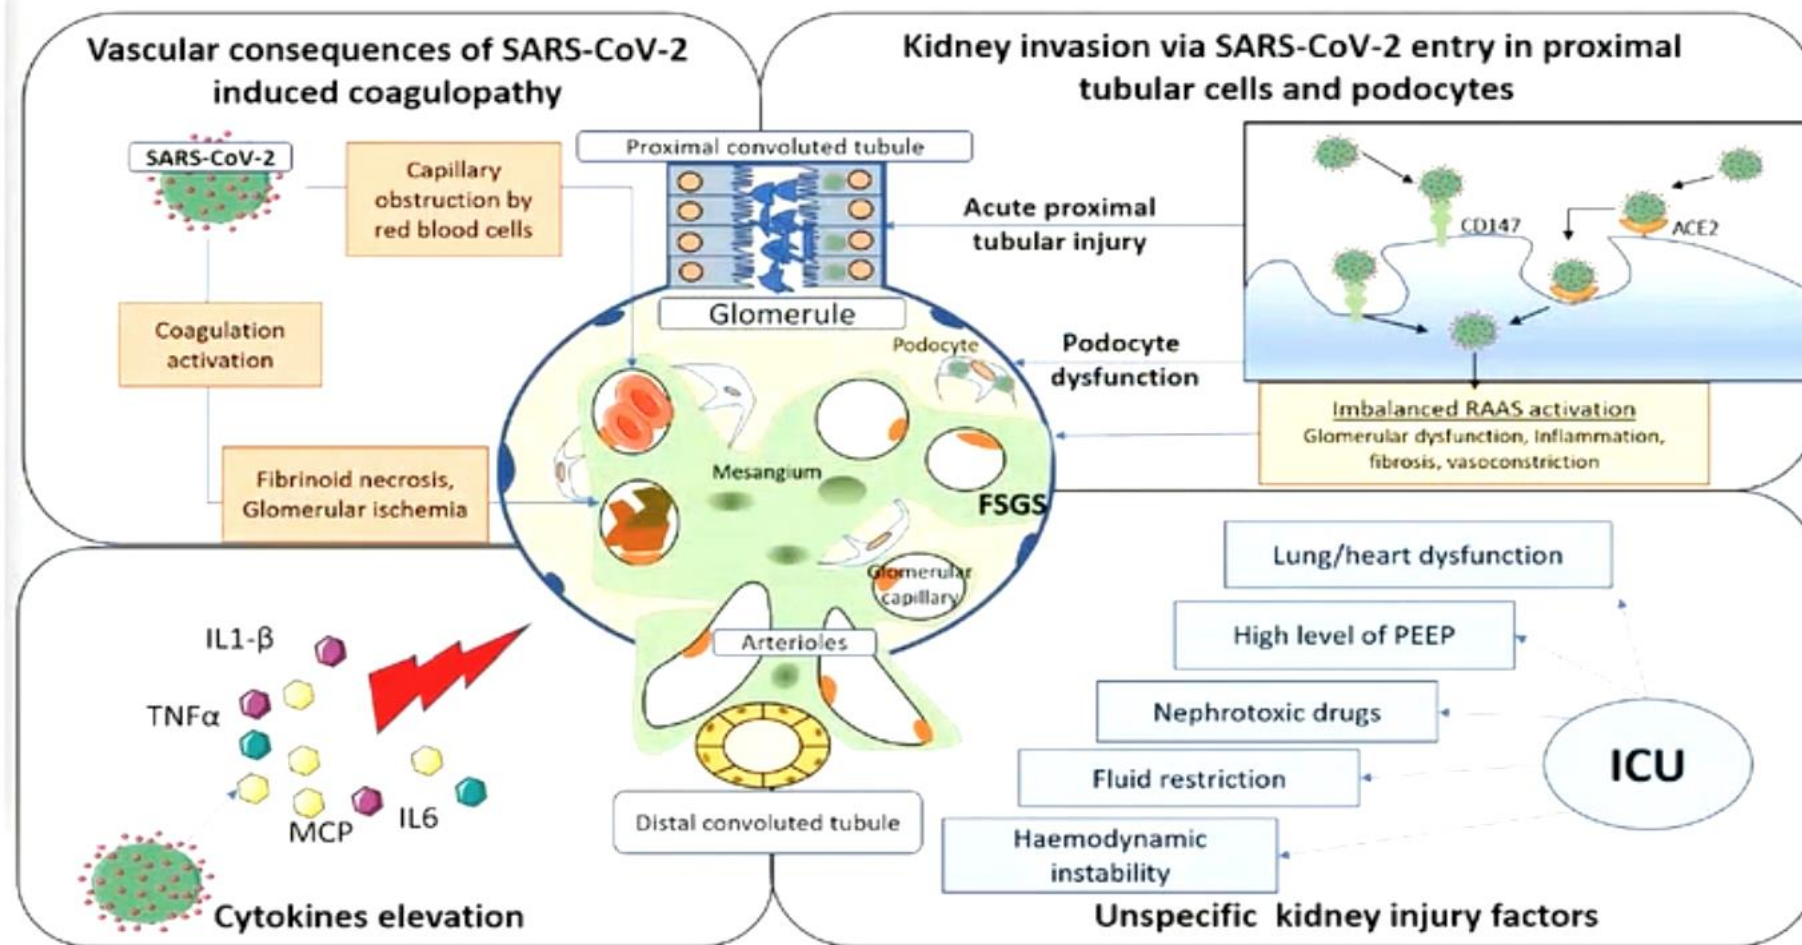 Vascular consequences of SARS-CoV-2
induced coagulopathy
SARS-CoV-2
Capillary
obstruction by
red blood cells
Coagulation
activation
Fibrinoid necrosis,
Glomerular ischemia
Kidney invasion via SARS-CoV-2 entry in proximal
tubular cells and podocytes
Proximal convoluted tubule
Acute proximal
tubular injury
CD147
ACE2
Glomerule
Podocyte
Podocyte
dysfunction
Imbalanced RAAS activation
Glomerular dysfunction, Inflammation,
fibrosis, vasoconstriction
Mesangium
FSGS
Glomerular
capillary
Arterioles
Distal convoluted tubule
IL1-β
TNFα
MCP
IL6
Cytokines elevation
Lung/heart dysfunction
High level of PEEP
Nephrotoxic drugs
Fluid restriction
Haemodynamic
instability
ICU
Unspecific kidney injury factors